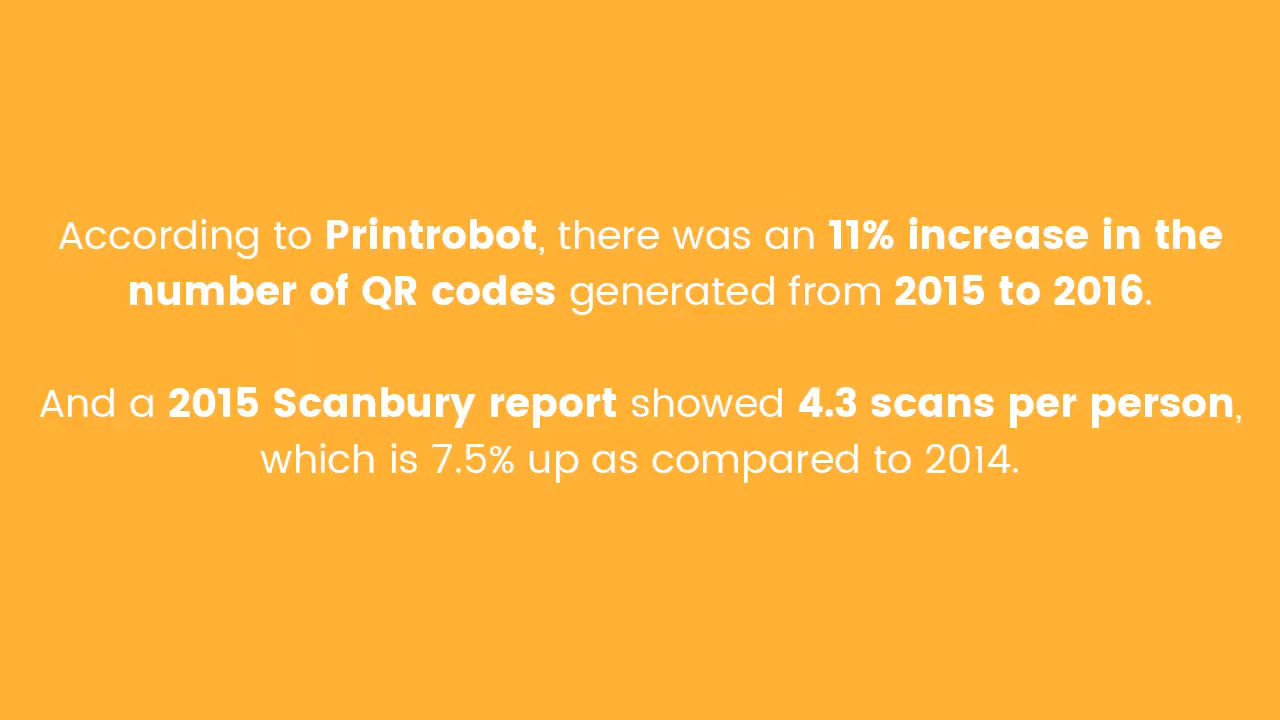 According to Printrobot, there was an 11% increase in the
number of QR codes generated from 2015 to 2016.
And a 2015 Scanbury report showed 4.3 scans per person,
which is 7.5% up as compared to 2014.